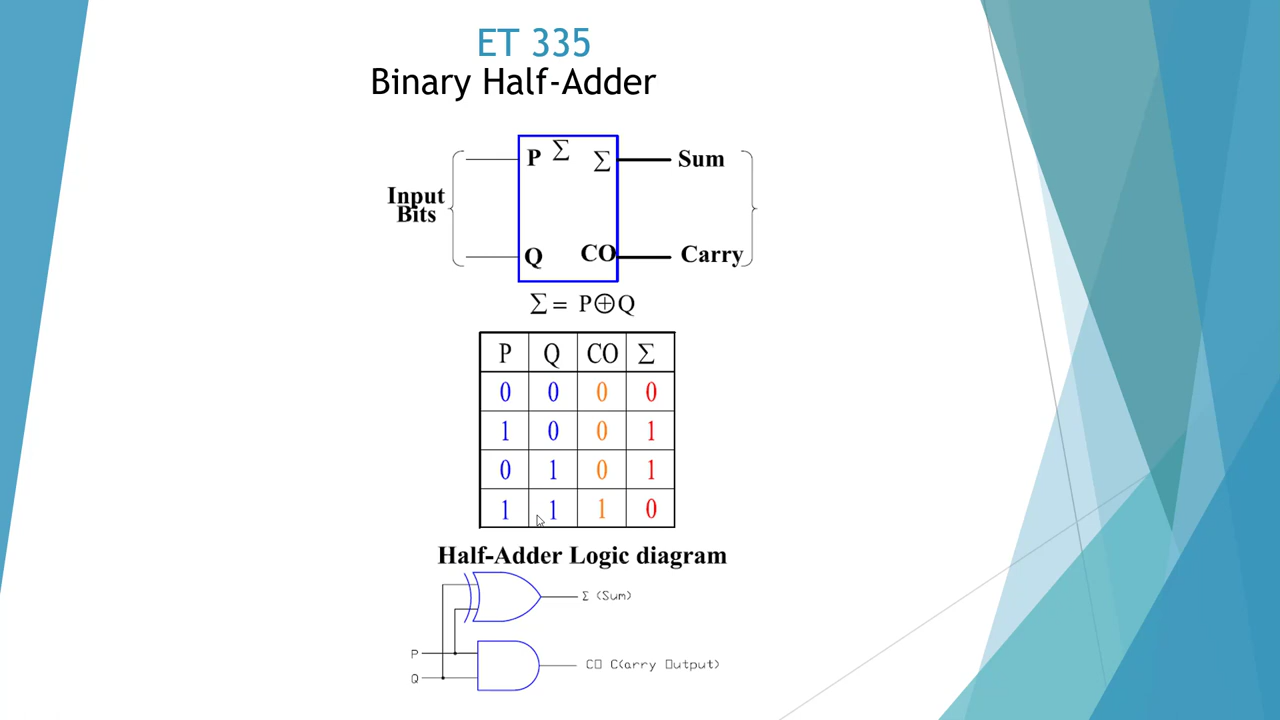 ET 335
Binary Half-Adder
P Σ Σ Sum
Input
Bits
Q CO Carry
Σ = P⊕Q
P Q CO Σ
0 0 0 0
1 0 0 1
0 1 0 1
1 1 1 0
Half-Adder Logic diagram
Σ (Sum)
P
CO C(arry Output)
Q